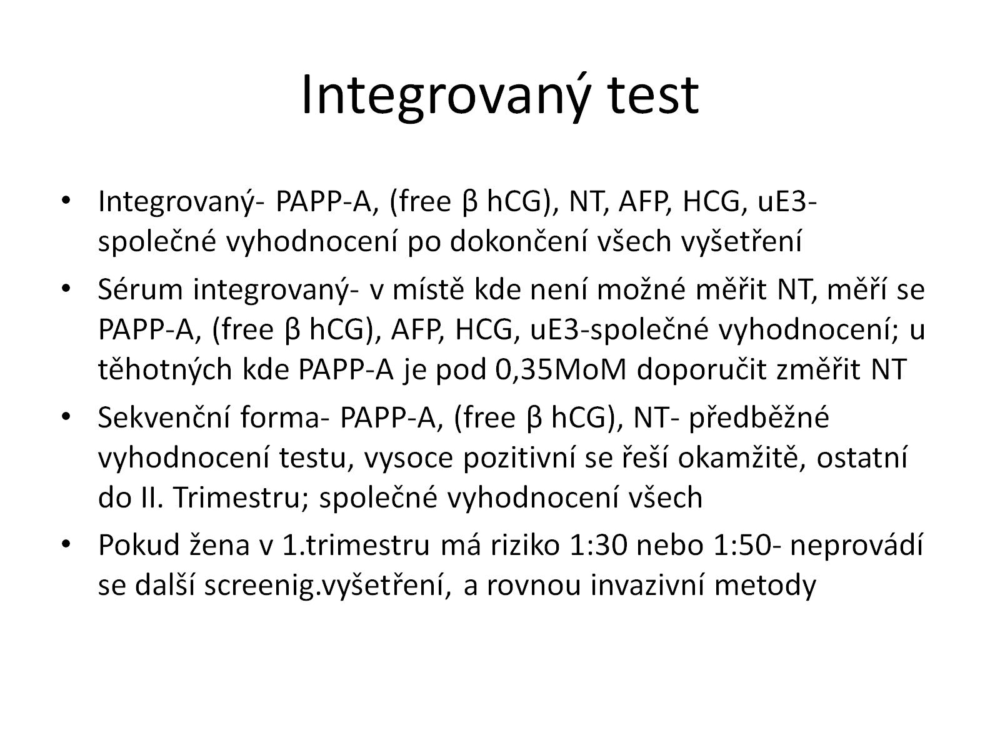 Integrovaný test
• Integrovaný- PAPP-A, (free β hCG), NT, AFP, HCG, uE3-
společné vyhodnocení po dokončení všech vyšetření
• Sérum integrovaný- v místě kde není možné měřit NT, měří se
PAPP-A, (free β hCG), AFP, HCG, uE3-společné vyhodnocení; u
těhotných kde PAPP-A je pod 0,35MoM doporučit změřit NT
• Sekvenční forma- PAPP-A, (free β hCG), NT- předběžné
vyhodnocení testu, vysoce pozitivní se řeší okamžitě, ostatní
do II. Trimestru; společné vyhodnocení všech
• Pokud žena v 1.trimestru má riziko 1:30 nebo 1:50- neprovádí
se další screenig.vyšetření, a rovnou invazivní metody